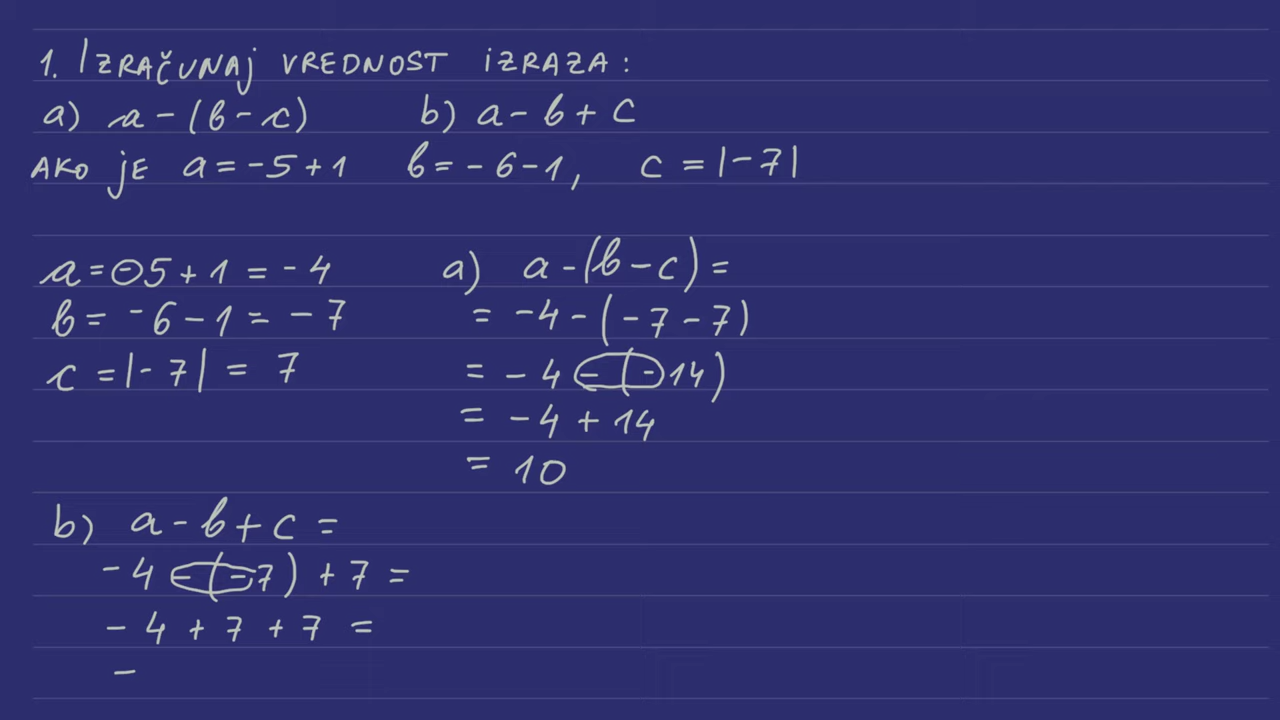 1. IZRAČUNAJ VREDNOST IZRAZA:
a) a-(b-c)  b) a-b+c
AKO JE a=-5+1  b=-6-1,  c=|-7|
a=-5+1=-4
b=-6-1=-7
c=|-7|=7
a) a-(b-c)=
=-4-(-7-7)
=-4-(-14)
=-4+14
=10
b) a-b+c=
-4-(-7)+7=
-4+7+7=
-